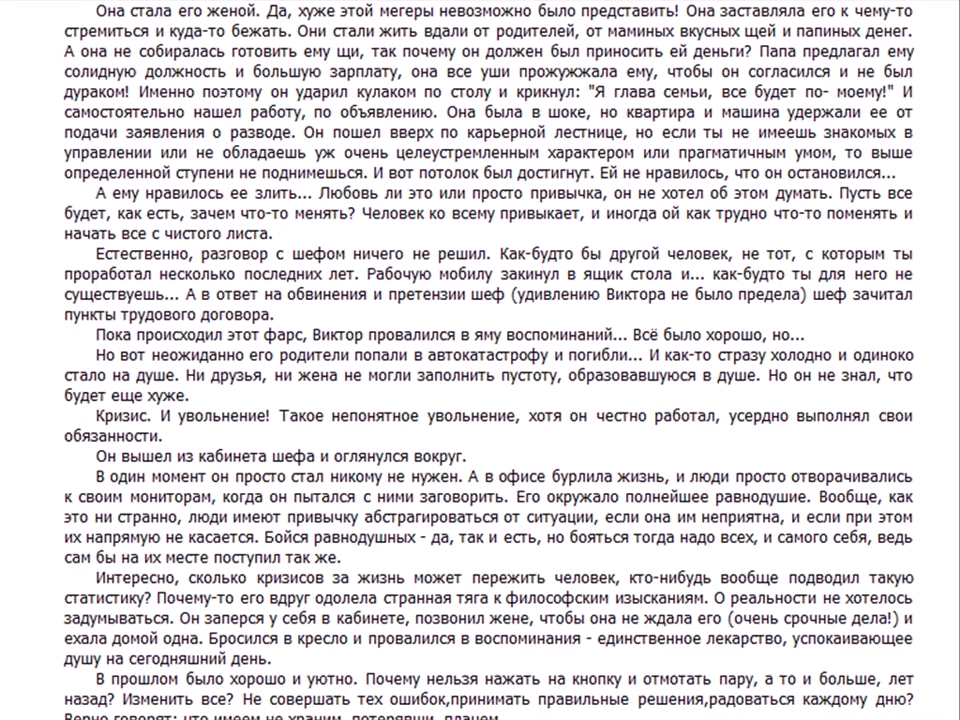 Она стала его женой. Да, хуже этой мегеры невозможно было представить! Она заставляла его к чему-то
стремиться и куда-то бежать. Они стали жить вдали от родителей, от маминых вкусных щей и папиных денег.
А она не собиралась готовить ему щи, так почему он должен был приносить ей деньги? Папа предлагал ему
солидную должность и большую зарплату, она все уши прожужжала ему, чтобы он согласился и не был
дураком! Именно поэтому он ударил кулаком по столу и крикнул: "Я глава семьи, все будет по- моему!" И
самостоятельно нашел работу, по объявлению. Она была в шоке, но квартира и машина удержали ее от
подачи заявления о разводе. Он пошел вверх по карьерной лестнице, но если ты не имеешь знакомых в
управлении или не обладаешь уж очень целеустремленным характером или прагматичным умом, то выше
определенной ступени не поднимешься. И вот потолок был достигнут. Ей не нравилось, что он остановился...
А ему нравилось ее злить... Любовь ли это или просто привычка, он не хотел об этом думать. Пусть все
будет, как есть, зачем что-то менять? Человек ко всему привыкает, и иногда ой как трудно что-то поменять и
начать все с чистого листа.
Естественно, разговор с шефом ничего не решил. Как-будто бы другой человек, не тот, с которым ты
проработал несколько последних лет. Рабочую мобилу закинул в ящик стола и... как-будто ты для него не
существуешь... А в ответ на обвинения и претензии шеф (удивлению Виктора не было предела) шеф зачитал
пункты трудового договора.
Пока происходил этот фарс, Виктор провалился в яму воспоминаний... Всё было хорошо, но...
Но вот неожиданно его родители попали в автокатастрофу и погибли... И как-то стразу холодно и одиноко
стало на душе. Ни друзья, ни жена не могли заполнить пустоту, образовавшуюся в душе. Но он не знал, что
будет еще хуже.
Кризис. И увольнение! Такое непонятное увольнение, хотя он честно работал, усердно выполнял свои
обязанности.
Он вышел из кабинета шефа и оглянулся вокруг.
В один момент он просто стал никому не нужен. А в офисе бурлила жизнь, и люди просто отворачивались
к своим мониторам, когда он пытался с ними заговорить. Его окружало полнейшее равнодушие. Вообще, как
это ни странно, люди имеют привычку абстрагироваться от ситуации, если она им неприятна, и если при этом
их напрямую не касается. Бойся равнодушных - да, так и есть, но бояться тогда надо всех, и самого себя, ведь
сам бы на их месте поступил так же.
Интересно, сколько кризисов за жизнь может пережить человек, кто-нибудь вообще подводил такую
статистику? Почему-то его вдруг одолела странная тяга к философским изысканиям. О реальности не хотелось
задумываться. Он заперся у себя в кабинете, позвонил жене, чтобы она не ждала его (очень срочные дела!) и
ехала домой одна. Бросился в кресло и провалился в воспоминания - единственное лекарство, успокаивающее
душу на сегодняшний день.
В прошлом было хорошо и уютно. Почему нельзя нажать на кнопку и отмотать пару, а то и больше, лет
назад? Изменить все? Не совершать тех ошибок,принимать правильные решения,радоваться каждому дню?
Верно говорят: что имеем не храним, потерявши, плачем